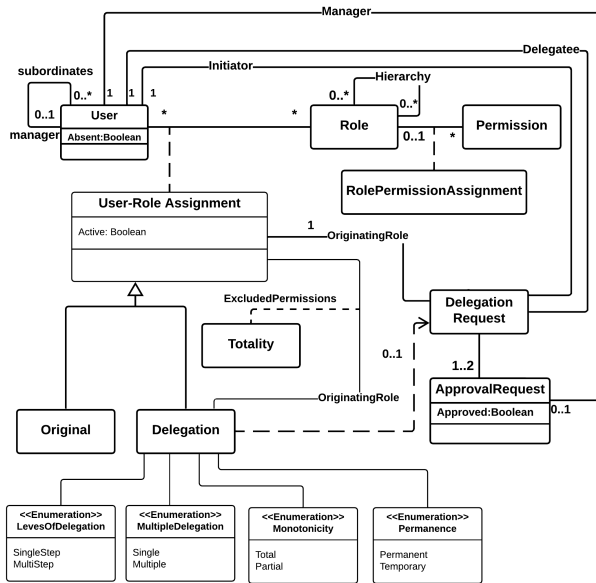 Manager
Delegatee
Initiator
subordinates
0..*
1
1
1
0..1
manager
User
Absent:Boolean
*
*
Hierarchy
0..*
0..*
Role
0..1
*
Permission
RolePermissionAssignment
User-Role Assignment
Active: Boolean
1
OriginatingRole
ExcludedPermissions
Totality
Delegation
Request
0..1
1..2
ApprovalRequest
Approved:Boolean
0..1
OriginatingRole
Original
Delegation
<<Enumeration>>
LevesOfDelegation
SingleStep
MultiStep
<<Enumeration>>
MultipleDelegation
Single
Multiple
<<Enumeration>>
Monotonicity
Total
Partial
<<Enumeration>>
Permanence
Permanent
Temporary